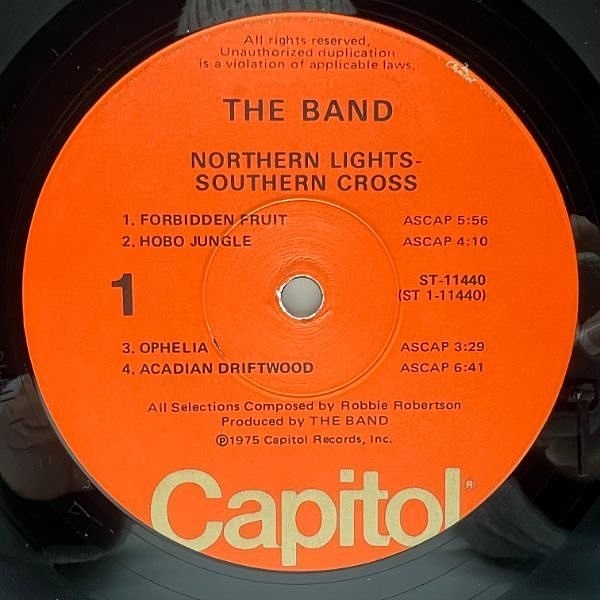 All rights reserved.
Unauthorized duplication
is a violation of applicable laws.
Capitol
THE BAND
NORTHERN LIGHTS-
SOUTHERN CROSS
1. FORBIDDEN FRUIT ASCAP 5:56
2. HOBO JUNGLE ASCAP 4:10
1
ST-11440
(ST 1-11440)
3. OPHELIA ASCAP 3:29
4. ACADIAN DRIFTWOOD ASCAP 6:41
All Selections Composed by Robbie Robertson
Produced by THE BAND
Ⓟ1975 Capitol Records, Inc.
Capitol®